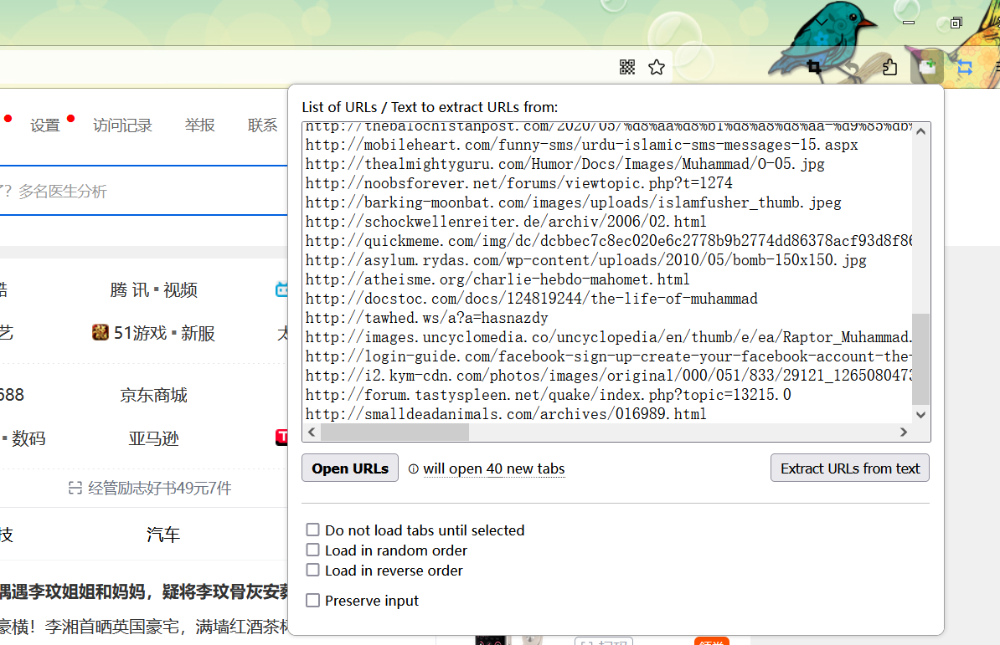 设置 访问记录 举报 联系
? 多名医生分析
腾 讯 ▪ 视频
艺 51游戏 ▪ 新服
688 京东商城
▪ 数码 亚马逊
经管励志好书49元7件
技 汽车
遇李玟姐姐和妈妈，疑将李玟骨灰安葬
豪横！李湘首晒英国豪宅，满墙红酒茶杯
List of URLs / Text to extract URLs from:
http://thebalochistanpost.com/2020/05/%d8%aa%d8%b1%d8%a8%d8%aa-%d9%85%db%
http://mobileheart.com/funny-sms/urdu-islamic-sms-messages-15.aspx
http://thealmightyguru.com/Humor/Docs/Images/Muhammad/O-05.jpg
http://noobsforever.net/forums/viewtopic.php?t=1274
http://barking-moonbat.com/images/uploads/islamfusher_thumb.jpeg
http://schockwellenreiter.de/archiv/2006/02.html
http://quickmeme.com/img/dc/dcbbec7c8ec020e6c2778b9b2774dd86378acf93d8f86
http://asylum.rydas.com/wp-content/uploads/2010/05/bomb-150x150.jpg
http://atheisme.org/charlie-hebdo-mahomet.html
http://docstoc.com/docs/124819244/the-life-of-muhammad
http://tawhed.ws/a?a=hasnazdy
http://images.uncyclomedia.co/uncyclopedia/en/thumb/e/ea/Raptor_Muhammad.
http://login-guide.com/facebook-sign-up-create-your-facebook-account-the-
http://i2.kym-cdn.com/photos/images/original/000/051/833/29121_1265080473
http://forum.tastyspleen.net/quake/index.php?topic=13215.0
http://smalldeadanimals.com/archives/016989.html
Open URLs will open 40 new tabs Extract URLs from text
Do not load tabs until selected
Load in random order
Load in reverse order
Preserve input